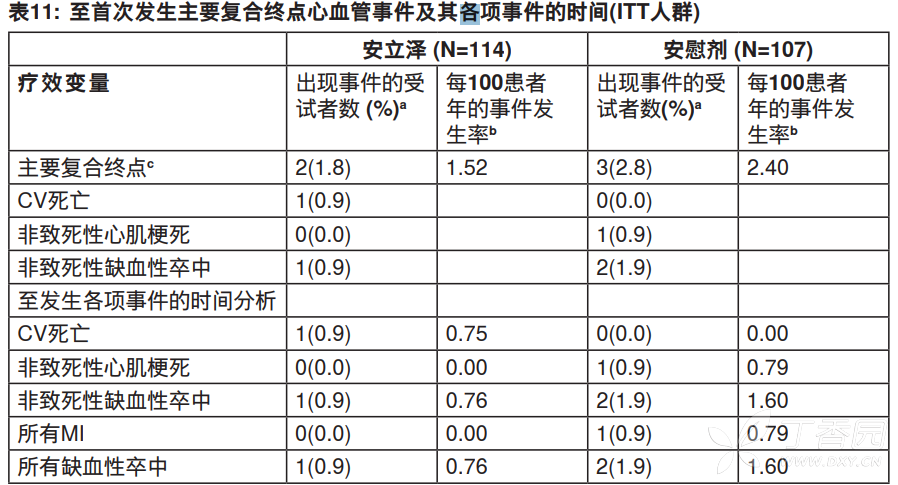 表11: 至首次发生主要复合终点心血管事件及其各项事件的时间(ITT人群)
安立泽 (N=114) 安慰剂 (N=107)
疗效变量 出现事件的受试者数 (%)ᵃ 每100患者年的事件发生率ᵇ 出现事件的受试者数(%)ᵃ 每100患者年的事件发生率ᵇ
主要复合终点ᶜ 2(1.8) 1.52 3(2.8) 2.40
CV死亡 1(0.9) 0(0.0)
非致死性心肌梗死 0(0.0) 1(0.9)
非致死性缺血性卒中 1(0.9) 2(1.9)
至发生各项事件的时间分析
CV死亡 1(0.9) 0.75 0(0.0) 0.00
非致死性心肌梗死 0(0.0) 0.00 1(0.9) 0.79
非致死性缺血性卒中 1(0.9) 0.76 2(1.9) 1.60
所有MI 0(0.0) 0.00 1(0.9) 0.79
所有缺血性卒中 1(0.9) 0.76 2(1.9) 1.60
丁香园
WWW.DXY.CN